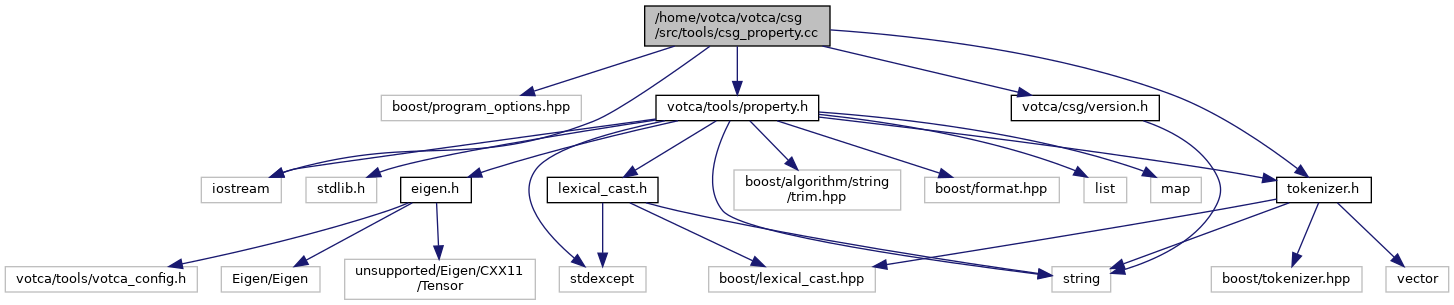 /home/votca/votca/csg
/src/tools/csg_property.cc
boost/program_options.hpp
votca/tools/property.h
votca/csg/version.h
iostream
stdlib.h
eigen.h
lexical_cast.h
boost/algorithm/string
/trim.hpp
boost/format.hpp
list
map
tokenizer.h
votca/tools/votca_config.h
Eigen/Eigen
unsupported/Eigen/CXX11
/Tensor
stdexcept
boost/lexical_cast.hpp
string
boost/tokenizer.hpp
vector